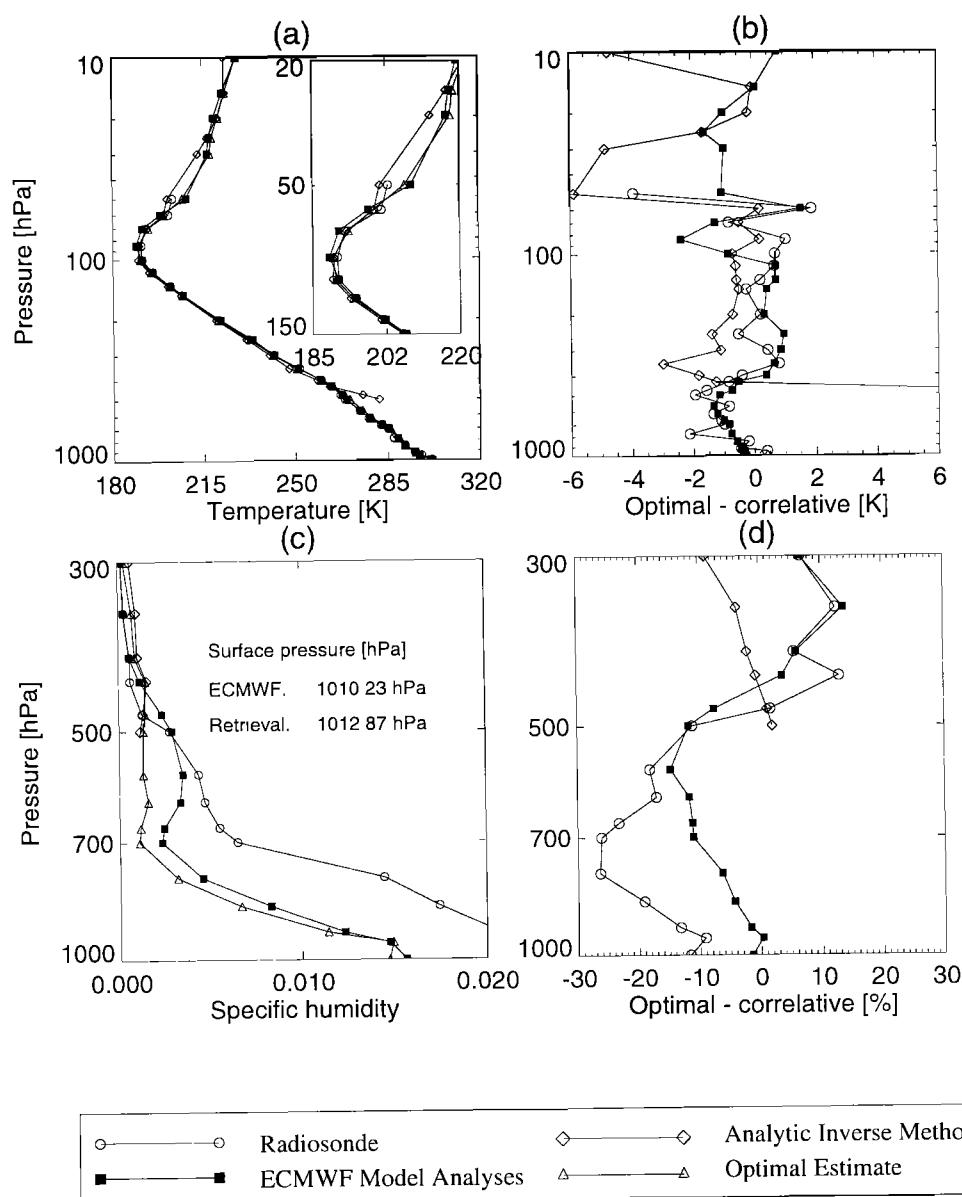 (a)
(b)
10
100
1000
Pressure [hPa]
20
50
150
185 202 220
180 215 250 285 320
Temperature [K]
10
100
1000
-6 -4 -2 0 2 4 6
Optimal - correlative [K]
(c)
(d)
300
500
700
1000
Pressure [hPa]
Surface pressure [hPa]
ECMWF. 1010 23 hPa
Retrieval. 1012 87 hPa
0.000 0.010 0.020
Specific humidity
300
500
700
1000
-30 -20 -10 0 10 20 30
Optimal - correlative [%]
Radiosonde
Analytic Inverse Metho
ECMWF Model Analyses
Optimal Estimate